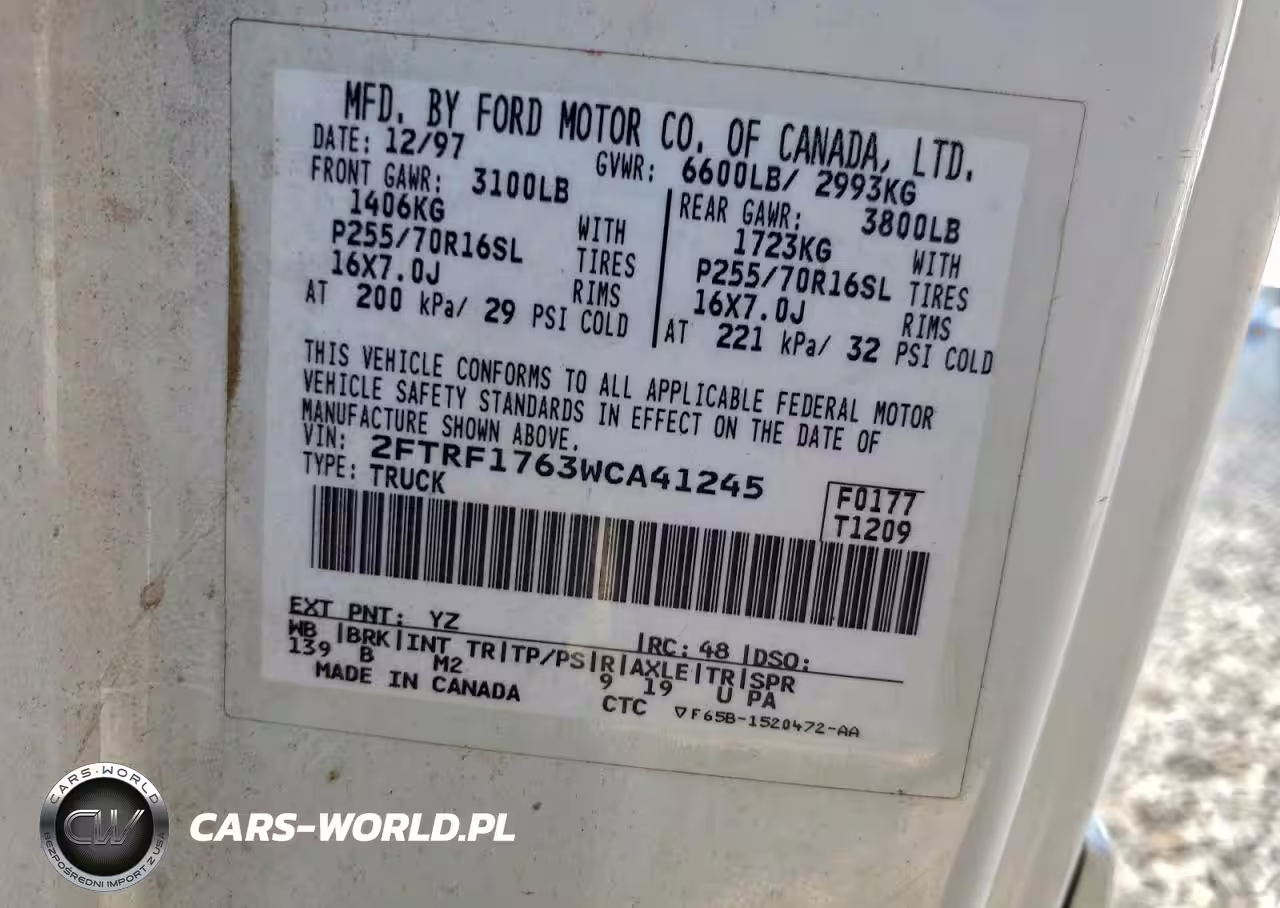 MFD. BY FORD MOTOR CO. OF CANADA, LTD.
DATE: 12/97 GVWR: 6600LB/ 2993KG
FRONT GAWR: 3100LB REAR GAWR: 3800LB
1406KG WITH 1723KG WITH
P255/70R16SL TIRES P255/70R16SL TIRES
16X7.0J RIMS 16X7.0J RIMS
AT 200 kPa/ 29 PSI COLD AT 221 kPa/ 32 PSI COLD
THIS VEHICLE CONFORMS TO ALL APPLICABLE FEDERAL MOTOR
VEHICLE SAFETY STANDARDS IN EFFECT ON THE DATE OF
MANUFACTURE SHOWN ABOVE.
VIN: 2FTRF1763WCA41245
TYPE: TRUCK
F0177
T1209
EXT PNT: YZ RC: 48 DSO:
WB |BRK|INT TR|TP/PS|R|AXLE|TR|SPR
139 B M2 9 19 U PA
MADE IN CANADA CTC ▽F65B-1520472-AA
CARS-WORLD
CW
BEZPOŚREDNI IMPORT Z USA
CARS-WORLD.PL